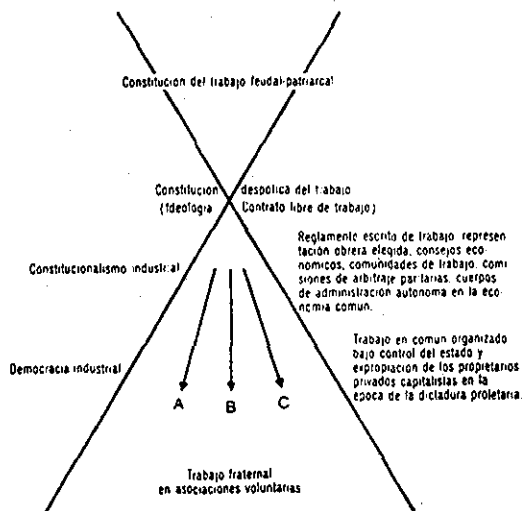 Constitución del trabajo feudal-patriarcal
Constitución despótica del trabajo
(Ideología Contrato libre de trabajo)
Constitucionalismo industrial
Reglamento escrito de trabajo, represen-
tación obrera elegida, consejos eco-
nómicos, comunidades de trabajo, comi
siones de arbitraje paritarias, cuerpos
de administración autónoma en la eco-
nomía común.
Democracia industrial
Trabajo en común organizado
bajo control del estado y
expropiación de los propietarios
privados capitalistas en la
época de la dictadura proletaria.
A B C
Trabajo fraternal
en asociaciones voluntarias